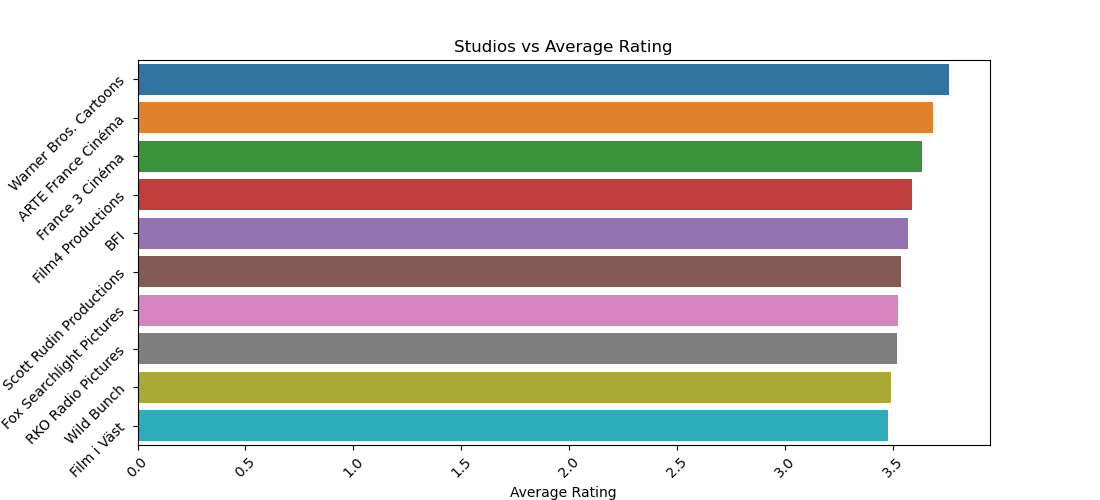 Studios vs Average Rating
Warner Bros. Cartoons
ARTE France Cinéma
France 3 Cinéma
Film4 Productions
BFI
Scott Rudin Productions
Fox Searchlight Pictures
RKO Radio Pictures
Wild Bunch
Film i Väst
0.0
0.5
1.0
1.5
2.0
2.5
3.0
3.5
Average Rating